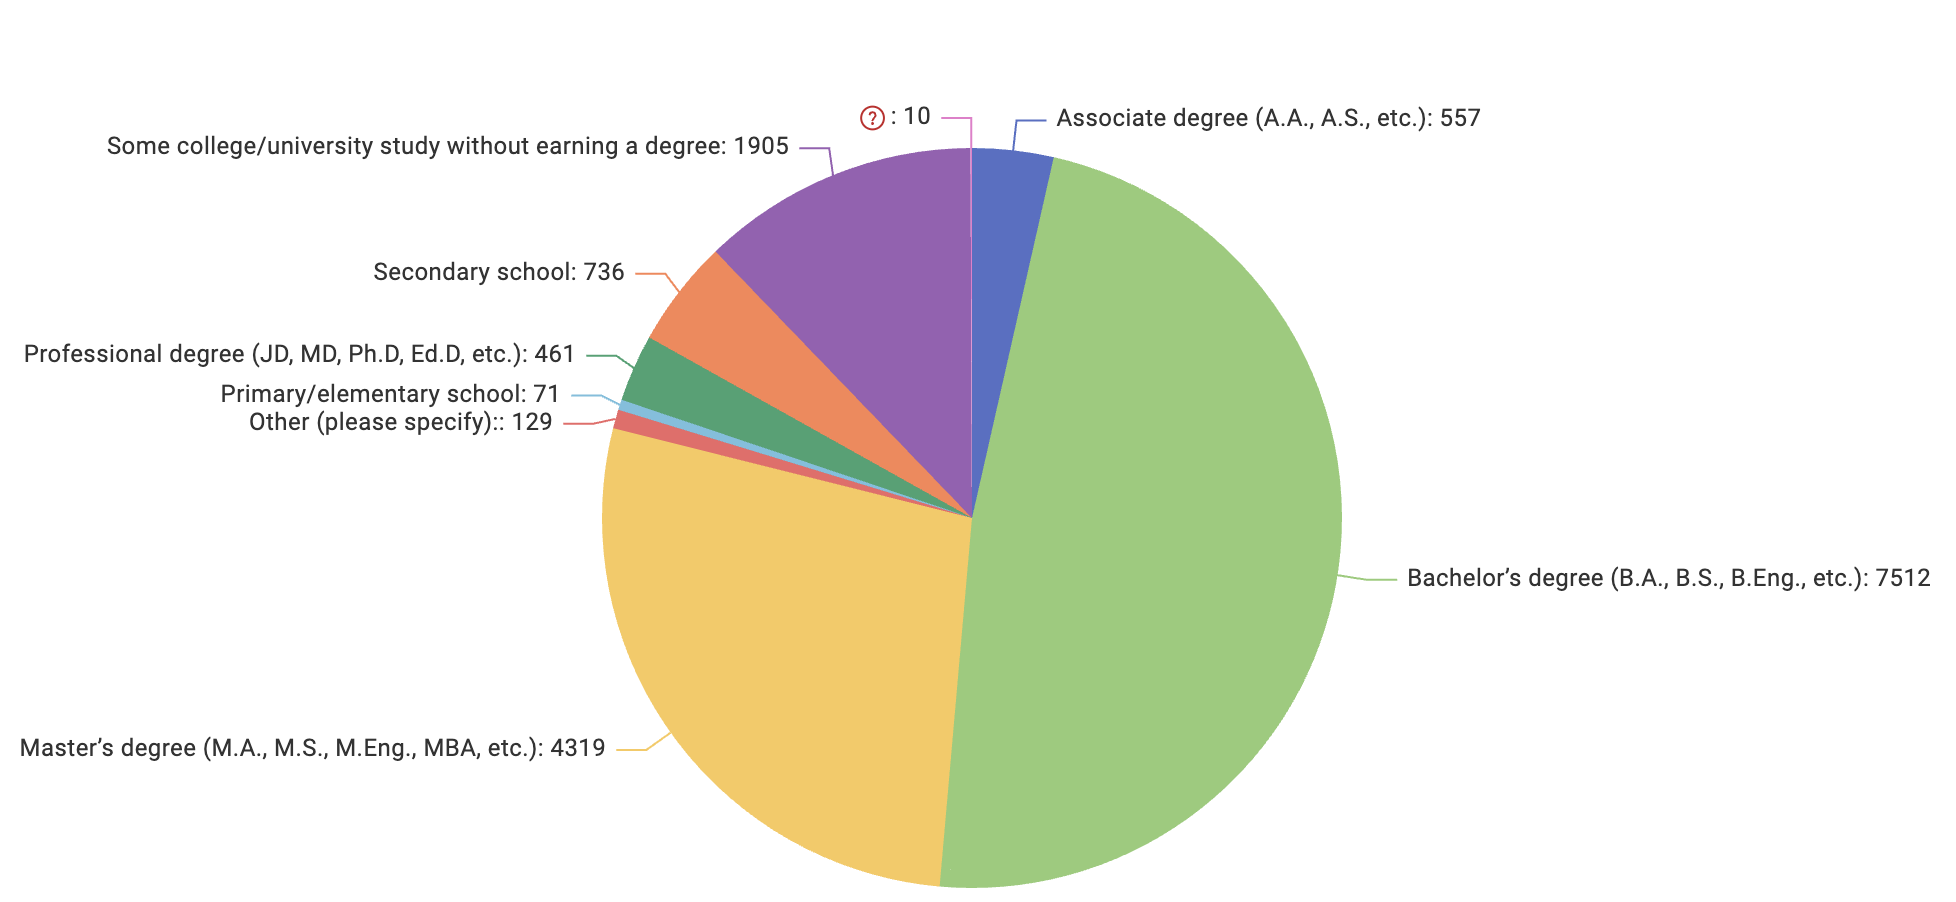 ? : 10
Associate degree (A.A., A.S., etc.): 557
Some college/university study without earning a degree: 1905
Secondary school: 736
Professional degree (JD, MD, Ph.D, Ed.D, etc.): 461
Primary/elementary school: 71
Other (please specify):: 129
Bachelor’s degree (B.A., B.S., B.Eng., etc.): 7512
Master’s degree (M.A., M.S., M.Eng., MBA, etc.): 4319